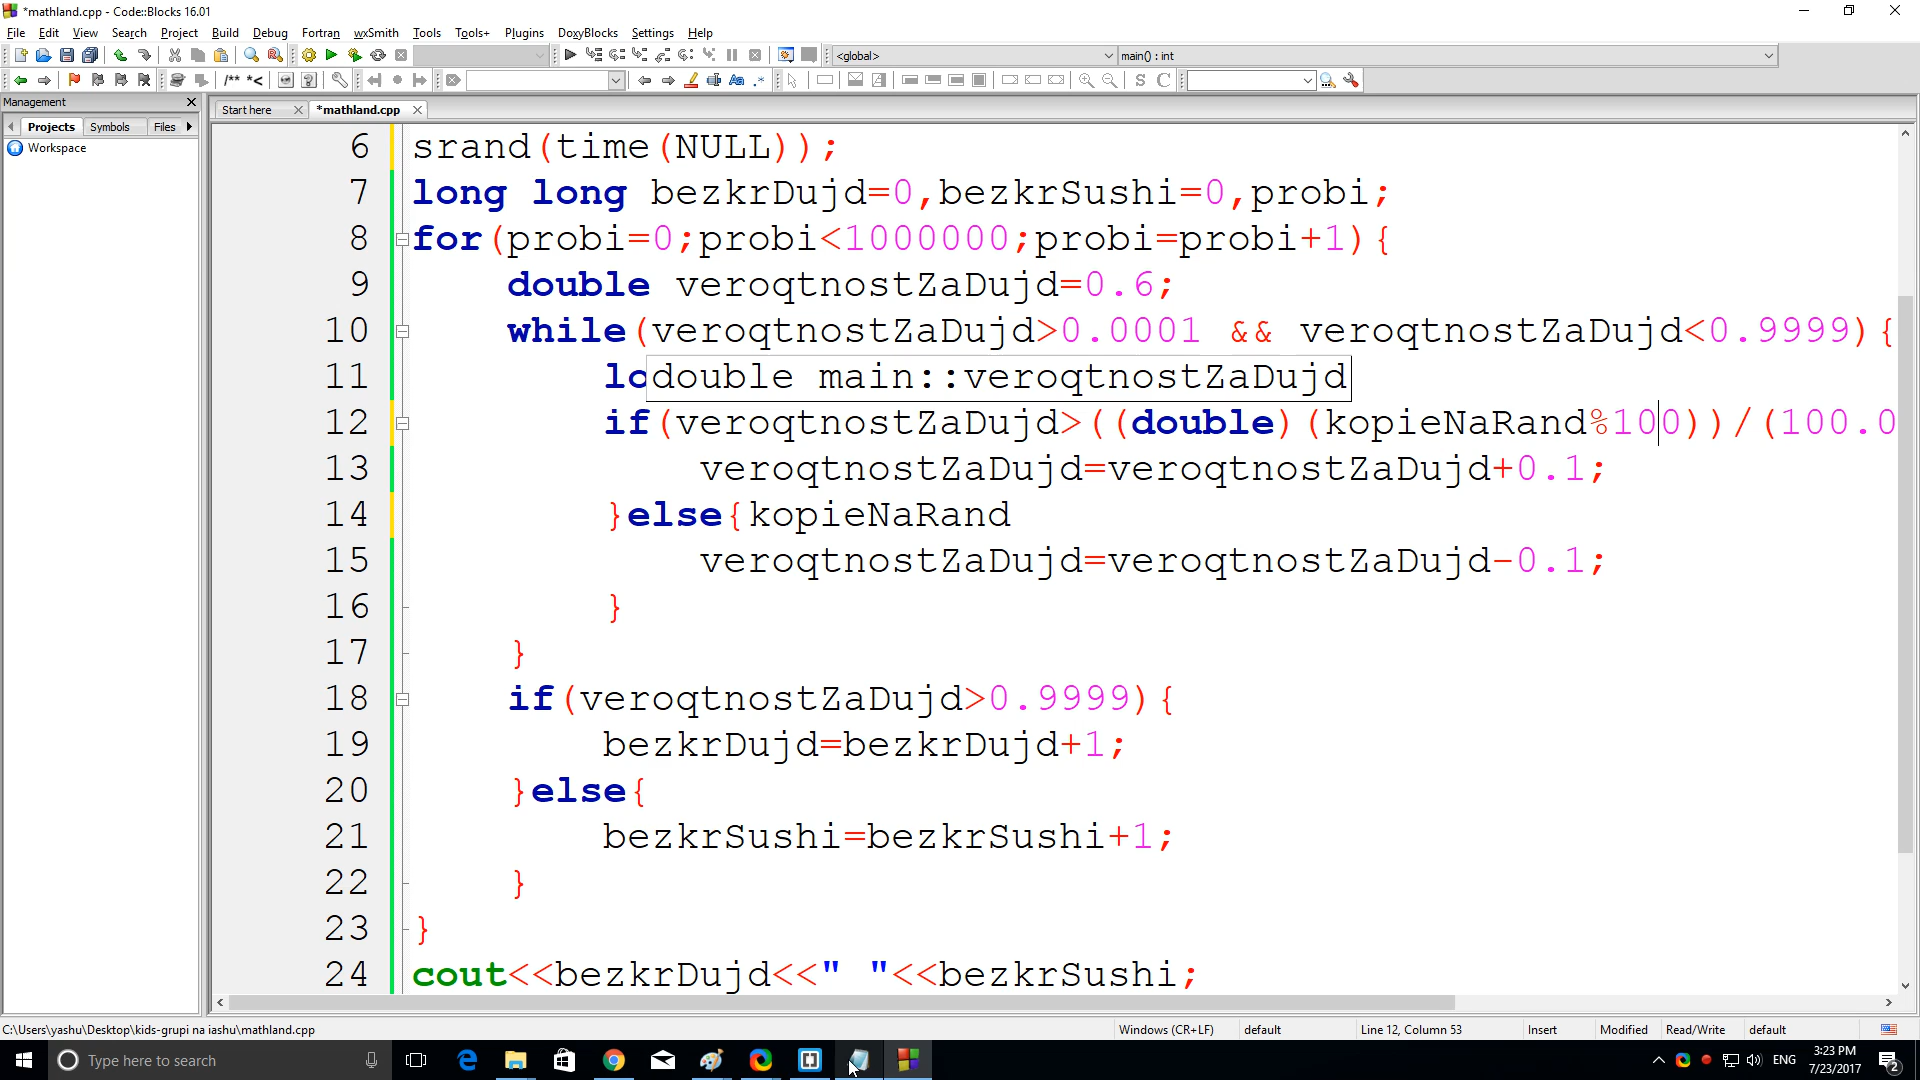 *mathland.cpp - Code::Blocks 16.01
File Edit View Search Project Build Debug Fortran wxSmith Tools Tools+ Plugins DoxyBlocks Settings Help
<global> main() : int
/** *<
S C
Management
Start here *mathland.cpp
Projects Symbols Files
Workspace
6 srand(time(NULL));
7 long long bezkrDujd=0,bezkrSushi=0,probi;
8 for(probi=0;probi<1000000;probi=probi+1){
9 double veroqtnostZaDujd=0.6;
10 while(veroqtnostZaDujd>0.0001 && veroqtnostZaDujd<0.9999){
11 lo
double main::veroqtnostZaDujd
12 if(veroqtnostZaDujd>((double)(kopieNaRand%100))/(100.0
13 veroqtnostZaDujd=veroqtnostZaDujd+0.1;
14 }else{kopieNaRand
15 veroqtnostZaDujd=veroqtnostZaDujd-0.1;
16 }
17 }
18 if(veroqtnostZaDujd>0.9999){
19 bezkrDujd=bezkrDujd+1;
20 }else{
21 bezkrSushi=bezkrSushi+1;
22 }
23 }
24 cout<<bezkrDujd<<" "<<bezkrSushi;
C:\Users\yashu\Desktop\kids-grupi na iashu\mathland.cpp Windows (CR+LF) default Line 12, Column 53 Insert Modified Read/Write default
Type here to search
ENG
3:23 PM
7/23/2017
2